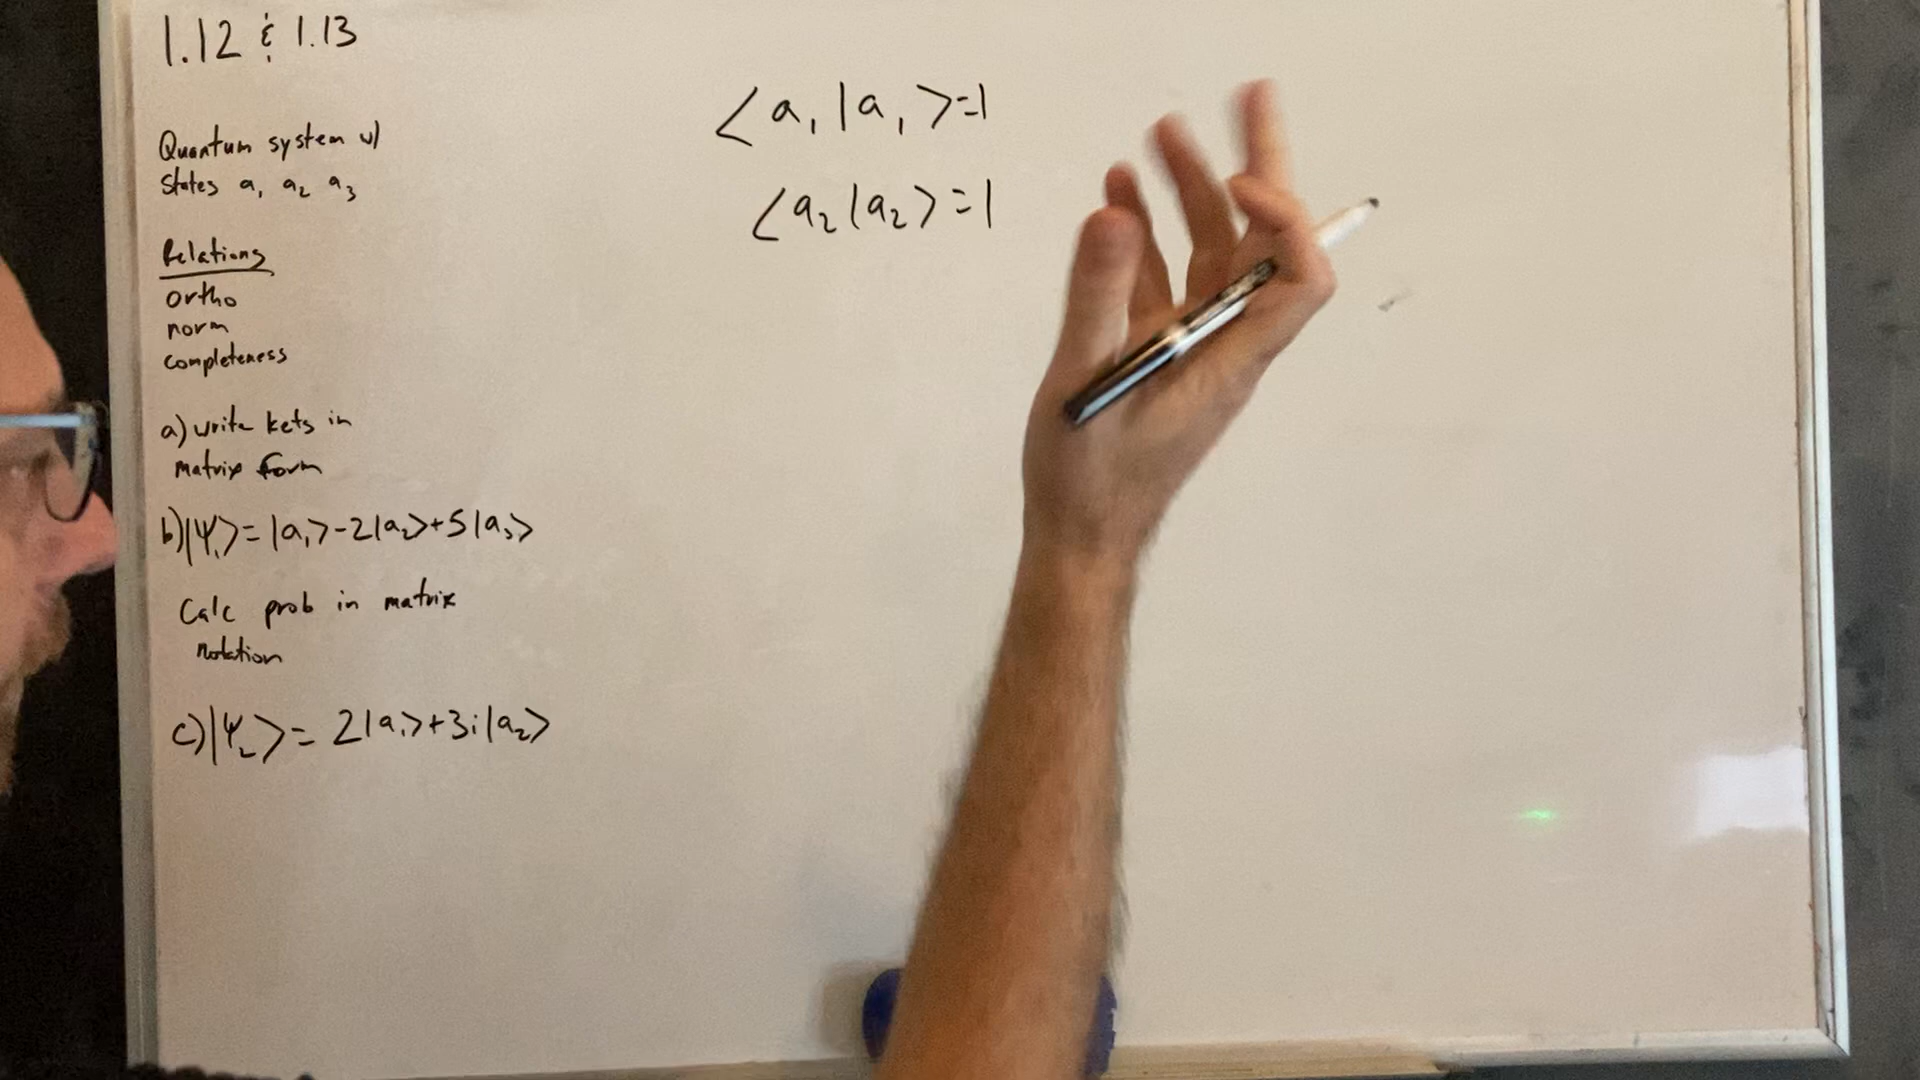 1.12 & 1.13
Quantum system w/
states a₁ a₂ a₃
Relations
ortho
norm
completeness
a) write kets in
matrix form
b) |Ψ₁> = |a₁> - 2|a₂> + 5|a₃>
Calc prob in matrix
notation
c) |Ψ₂> = 2|a₁> + 3i|a₂>
<a₁|a₁> = 1
<a₂|a₂> = 1